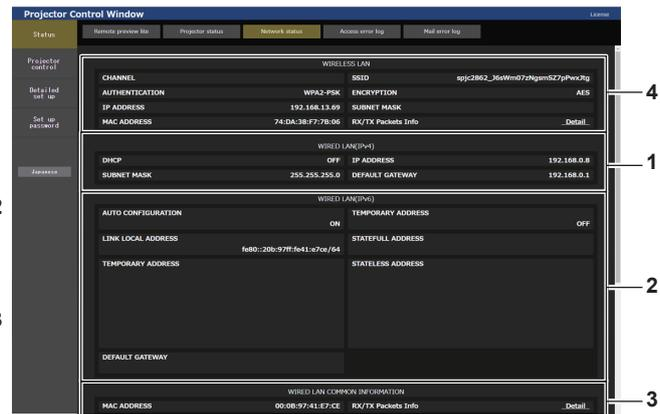 Projector Control Window
License
Status
Remote preview lite
Projector status
Network status
Access error log
Mail error log
Projector
control
Detailed
set up
Set up
password
Japanese
WIRELESS LAN
CHANNEL
SSID spjc2862_J6sWm07zNgsmSZ7pPwxJtg
AUTHENTICATION WPA2-PSK ENCRYPTION AES
IP ADDRESS 192.168.13.69 SUBNET MASK
MAC ADDRESS 74:DA:38:F7:7B:06 RX/TX Packets Info Detail
4
WIRED LAN(IPv4)
DHCP OFF IP ADDRESS 192.168.0.8
SUBNET MASK 255.255.255.0 DEFAULT GATEWAY 192.168.0.1
1
WIRED LAN(IPv6)
AUTO CONFIGURATION ON
TEMPORARY ADDRESS OFF
LINK LOCAL ADDRESS fe80::20b:97ff:fe41:e7ce/64
STATEFULL ADDRESS
TEMPORARY ADDRESS
STATELESS ADDRESS
DEFAULT GATEWAY
2
WIRED LAN COMMON INFORMATION
MAC ADDRESS 00:0B:97:41:E7:CE RX/TX Packets Info Detail
3